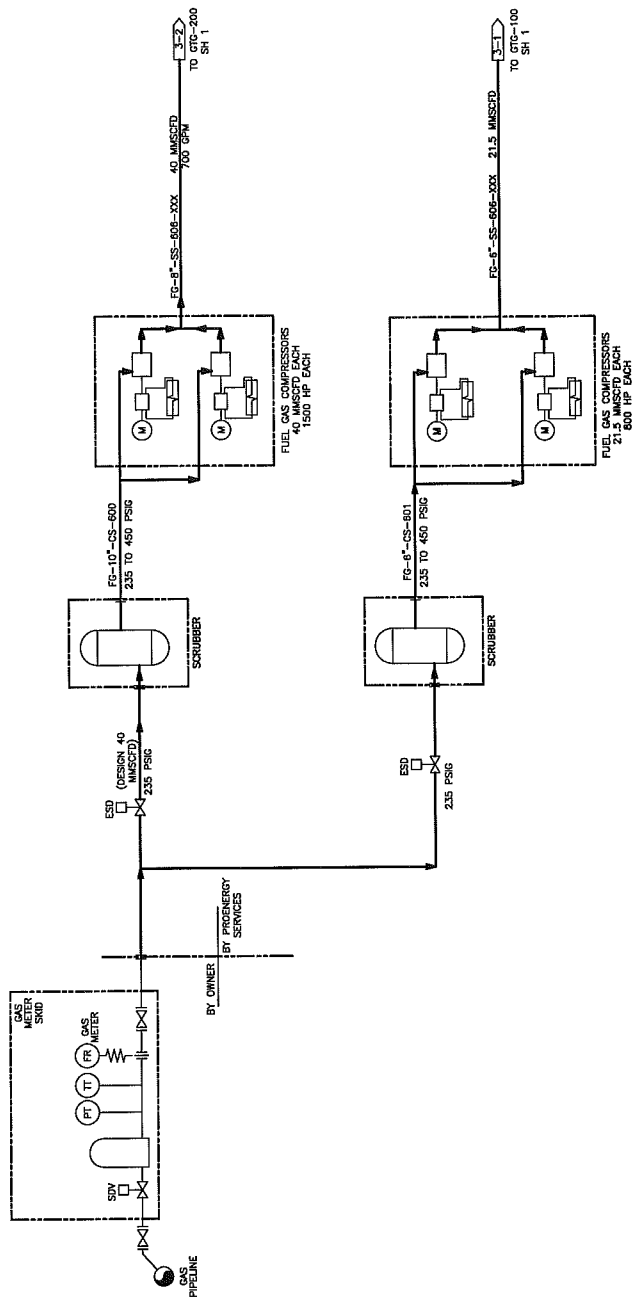 GAS
PIPELINE
GAS
METER
SKID
SDV
PT
TT
FR
GAS
METER
BY OWNER
BY PROENERGY
SERVICES
ESD
(DESIGN 40
MMSCFD)
235 PSIG
SCRUBBER
FG-10"-CS-600
235 TO 450 PSIG
M
M
FUEL GAS COMPRESSORS
40 MMSCFD EACH
1500 HP EACH
FG-8"-SS-606-XXX
40 MMSCFD
700 GPM
3-2
TO GTG-200
SH 1
ESD
235 PSIG
SCRUBBER
FG-6"-CS-601
235 TO 450 PSIG
M
M
FUEL GAS COMPRESSORS
21.5 MMSCFD EACH
800 HP EACH
FG-6"-SS-606-XXX
21.5 MMSCFD
3-1
TO GTG-100
SH 1